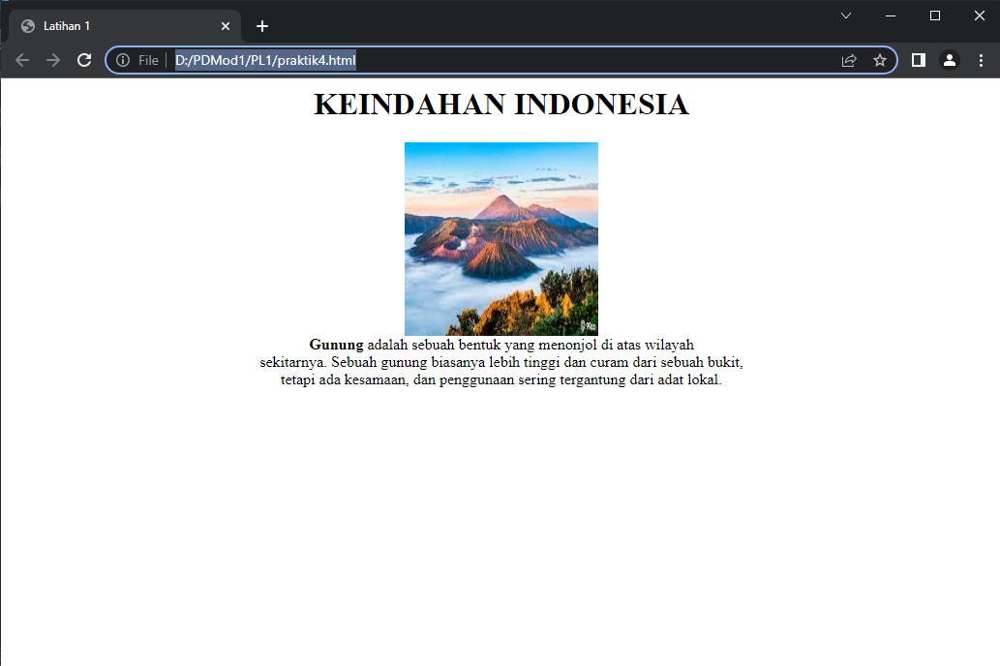 Latihan 1
File
D:/PDMod1/PL1/praktik4.html
KEINDAHAN INDONESIA
Gunung adalah sebuah bentuk yang menonjol di atas wilayah
sekitarnya. Sebuah gunung biasanya lebih tinggi dan curam dari sebuah bukit,
tetapi ada kesamaan, dan penggunaan sering tergantung dari adat lokal.